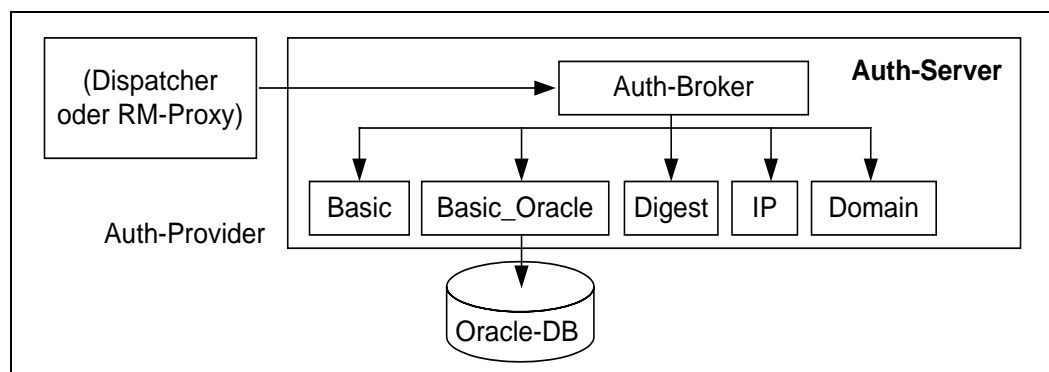 (Dispatcher
oder RM-Proxy)
Auth-Server
Auth-Broker
Basic
Basic_Oracle
Digest
IP
Domain
Auth-Provider
Oracle-DB